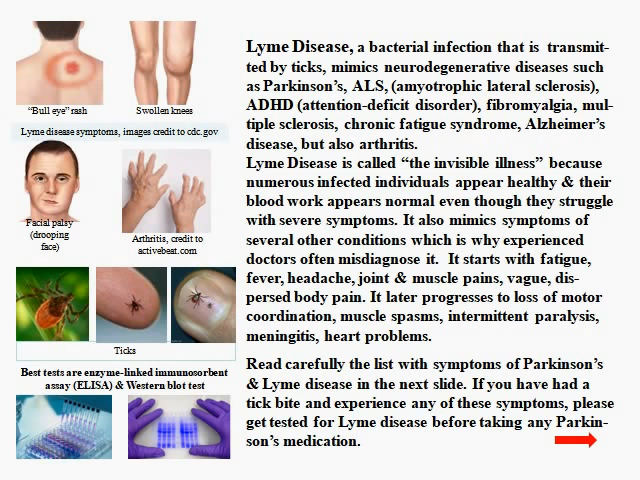 "Bull eye" rash
Swollen knees
Lyme disease symptoms, images credit to cdc.gov
Facial palsy
(drooping
face)
Arthritis, credit to
activebeat.com
Ticks
Best tests are enzyme-linked immunosorbent
assay (ELISA) & Western blot test
Lyme Disease, a bacterial infection that is transmit-
ted by ticks, mimics neurodegenerative diseases such
as Parkinson's, ALS, (amyotrophic lateral sclerosis),
ADHD (attention-deficit disorder), fibromyalgia, mul-
tiple sclerosis, chronic fatigue syndrome, Alzheimer's
disease, but also arthritis.
Lyme Disease is called "the invisible illness" because
numerous infected individuals appear healthy & their
blood work appears normal even though they struggle
with severe symptoms. It also mimics symptoms of
several other conditions which is why experienced
doctors often misdiagnose it. It starts with fatigue,
fever, headache, joint & muscle pains, vague, dis-
persed body pain. It later progresses to loss of motor
coordination, muscle spasms, intermittent paralysis,
meningitis, heart problems.
Read carefully the list with symptoms of Parkinson's
& Lyme disease in the next slide. If you have had a
tick bite and experience any of these symptoms, please
get tested for Lyme disease before taking any Parkin-
son's medication.